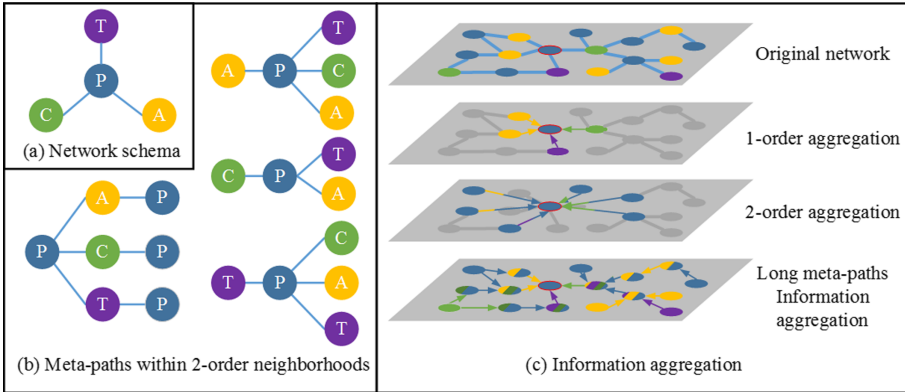 T
P
C
A
(a) Network schema
A
P
T
C
A
C
P
T
A
P
A
P
C
P
T
P
T
P
C
A
T
(b) Meta-paths within 2-order neighborhoods
Original network
1-order aggregation
2-order aggregation
Long meta-paths
Information
aggregation
(c) Information aggregation